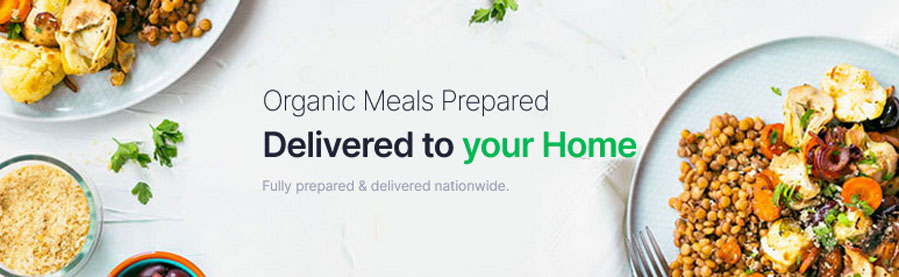 Organic Meals Prepared
Delivered to your Home
Fully prepared & delivered nationwide.